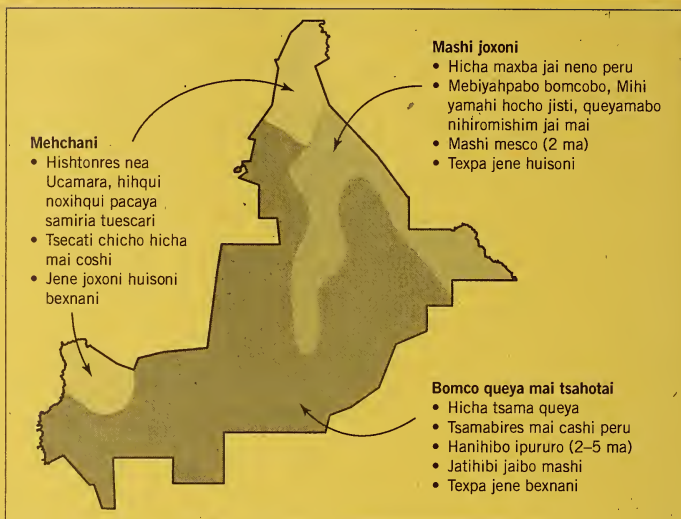 Mashi joxoni
• Hicha maxba jai neno peru
• Mebiyahpabo bomcobo, Mihi
yamahi hocho jisti, queyamabo
nihiromishim jai mai
• Mashi mesco (2 ma)
• Texpa jene huisoni
Mehchani
• Hishtonres nea
Ucamara, hihqui
noxihqui pacaya
samiria tuescari
• Tsecati chicho hicha
mai coshi
• Jene joxoni huisoni
bexnani
Bomco queya mai tsahotai
• Hicha tsama queya
• Tsamabires mai cashi peru
• Hanihibo ipururo (2–5 ma)
• Jatihibi jaibo mashi
• Texpa jene bexnani